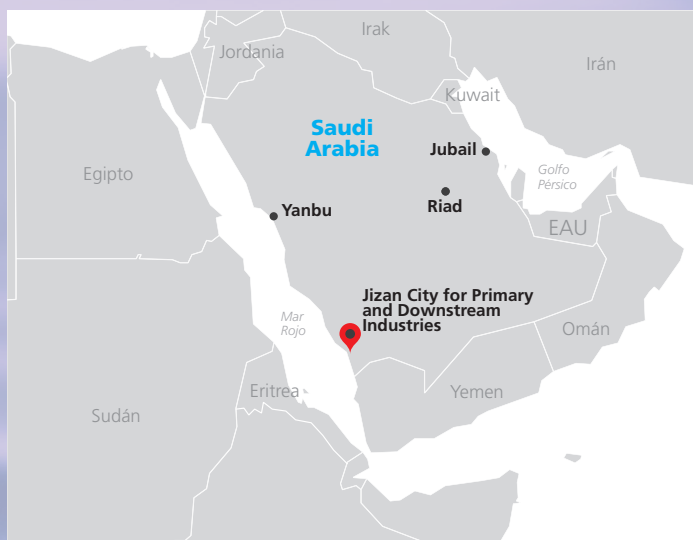 Irak
Jordania
Irán
Kuwait
Saudi
Arabia
Jubail
Egipto
Golfo
Pérsico
Riad
Yanbu
EAU
Jizan City for Primary
and Downstream
Industries
Mar
Rojo
Omán
Eritrea
Yemen
Sudán